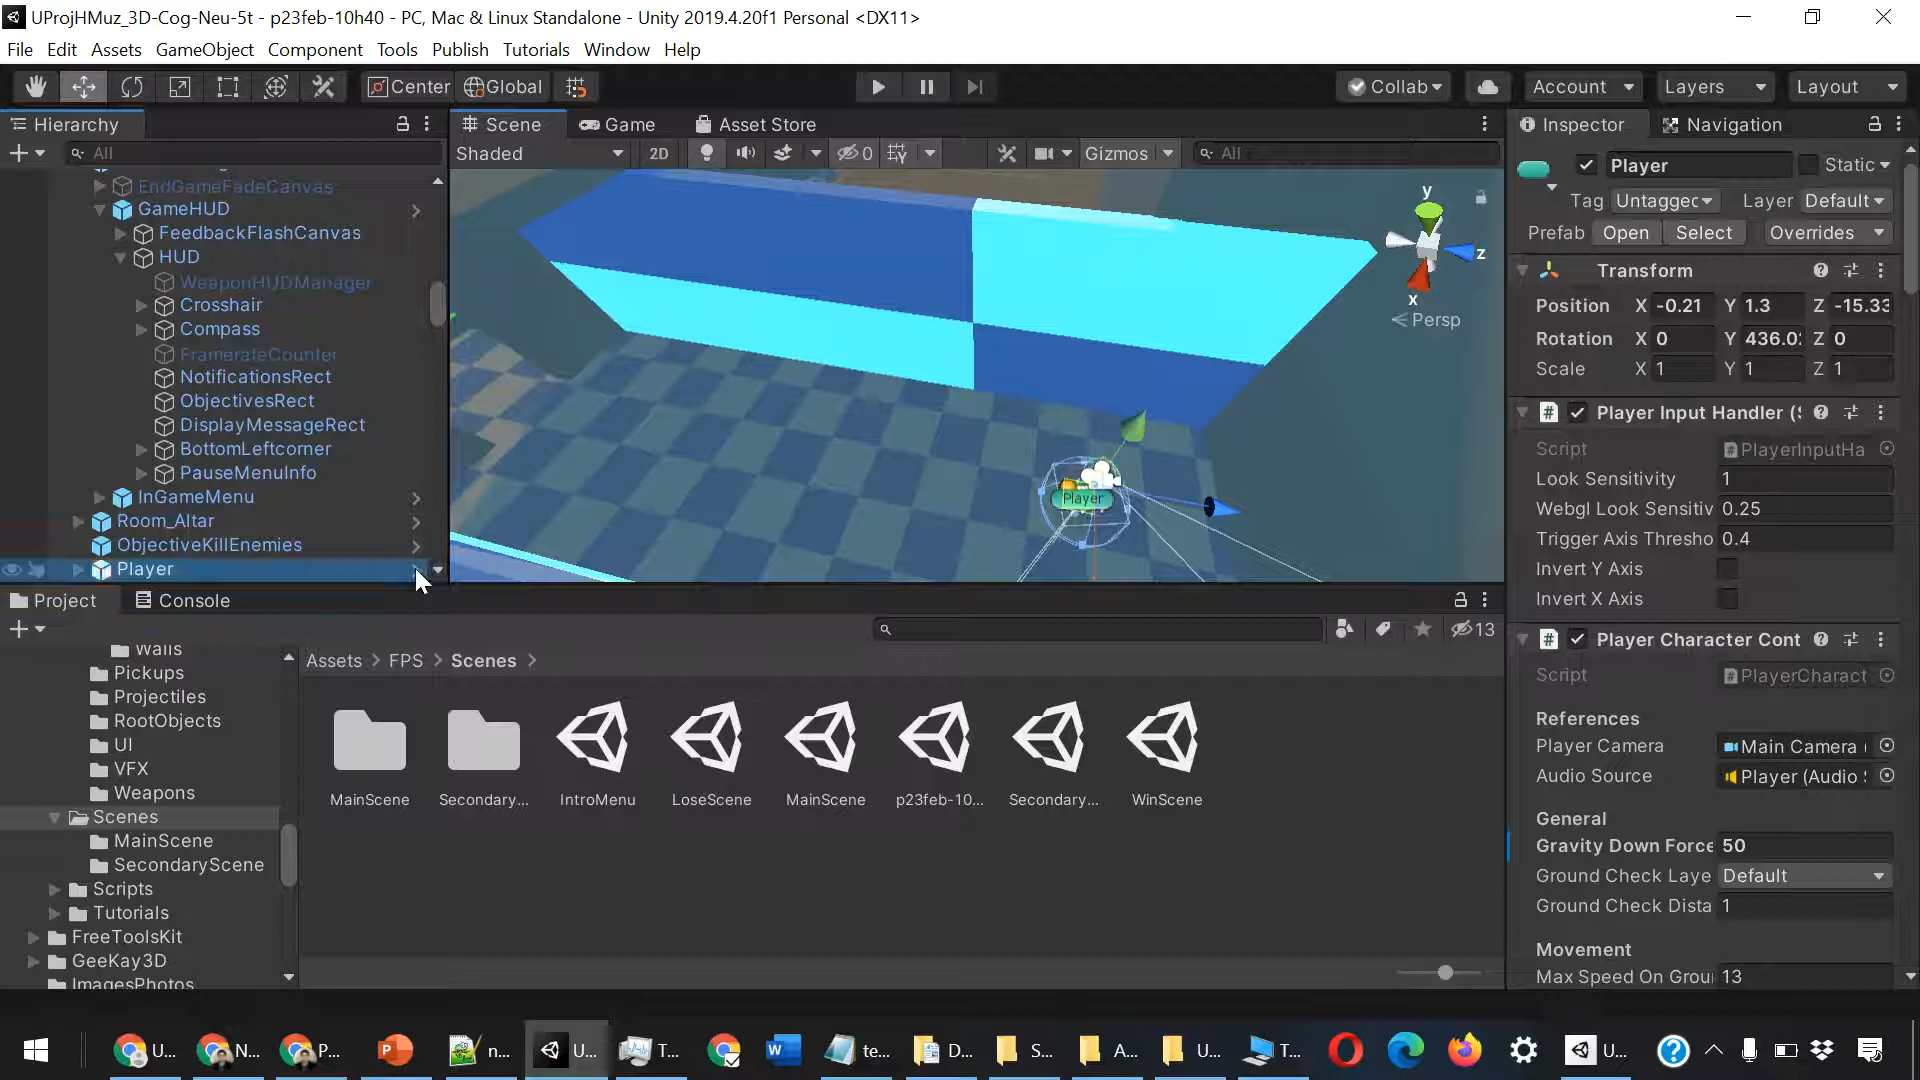 UProjHMuz_3D-Cog-Neu-5t - p23feb-10h40 - PC, Mac & Linux Standalone - Unity 2019.4.20f1 Personal <DX11>
File Edit Assets GameObject Component Tools Publish Tutorials Window Help
Center Global Collab Account Layers Layout
Hierarchy
All
EndGameFadeCanvas
GameHUD
FeedbackFlashCanvas
HUD
WeaponHUDManager
Crosshair
Compass
FramerateCounter
NotificationsRect
ObjectivesRect
DisplayMessageRect
BottomLeftcorner
PauseMenuInfo
InGameMenu
Room_Altar
ObjectiveKillEnemies
Player
Scene Game Asset Store
Shaded 2D 0 Gizmos All
y
z
x
Persp
Player
Inspector Navigation
Player Static
Tag Untagged Layer Default
Prefab Open Select Overrides
Transform
Position X -0.21 Y 1.3 Z -15.33
Rotation X 0 Y 436.0 Z 0
Scale X 1 Y 1 Z 1
Player Input Handler (
Script PlayerInputHa
Look Sensitivity 1
Webgl Look Sensitiv 0.25
Trigger Axis Thresho 0.4
Invert Y Axis
Invert X Axis
Player Character Cont
Script PlayerCharact
References
Player Camera Main Camera (
Audio Source Player (Audio
General
Gravity Down Force 50
Ground Check Laye Default
Ground Check Dista 1
Movement
Max Speed On Grou 13
Project Console
13
Walls
Pickups
Projectiles
RootObjects
UI
VFX
Weapons
Scenes
MainScene
SecondaryScene
Scripts
Tutorials
FreeToolsKit
GeeKay3D
ImagesPhotos
Assets > FPS > Scenes >
MainScene Secondary... IntroMenu LoseScene MainScene p23feb-10... Secondary... WinScene
U... N... P... n... U... T... te... D... S... A... U... T... U...